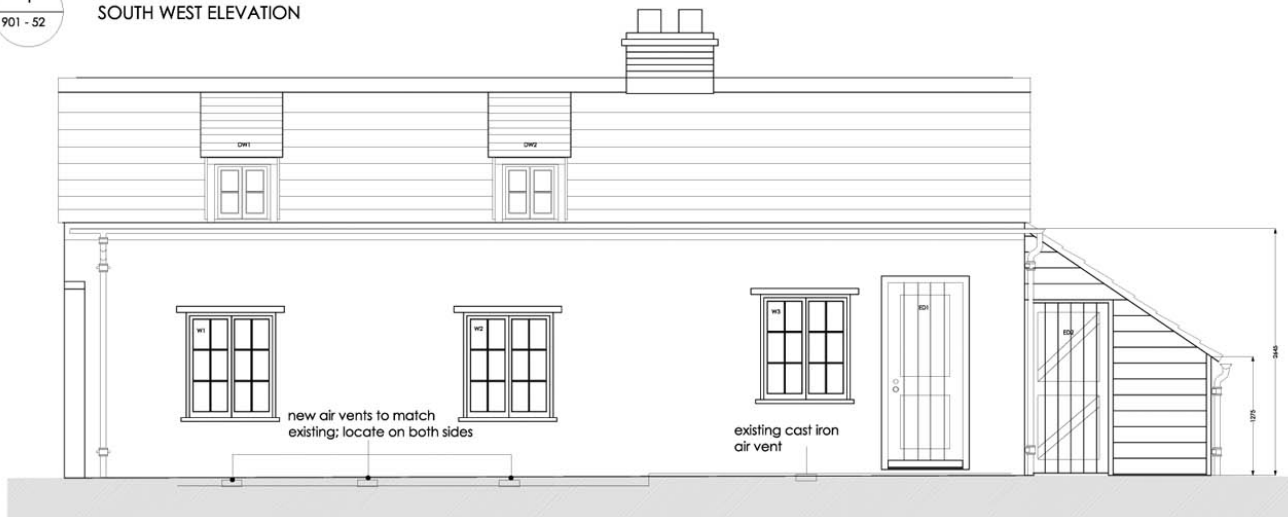 901 - 52
SOUTH WEST ELEVATION
DW1
DW2
W1
W2
W3
ED1
ED2
new air vents to match
existing; locate on both sides
existing cast iron
air vent
2645
1275